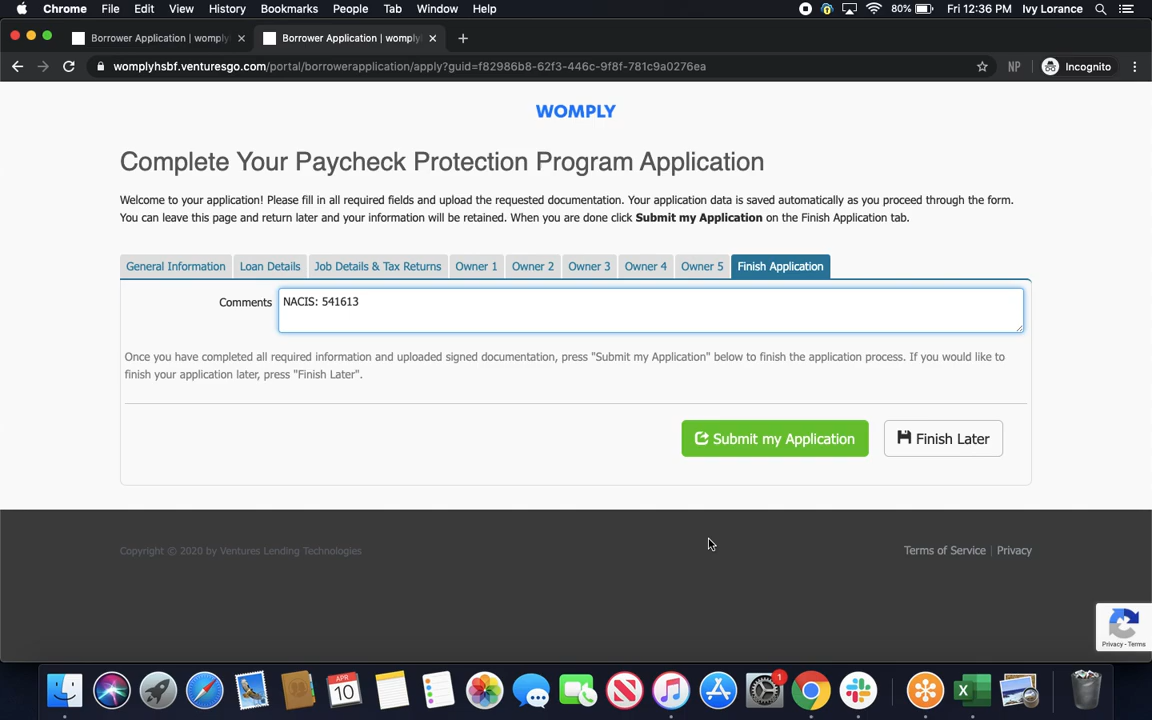 Chrome File Edit View History Bookmarks People Tab Window Help 80% Fri 12:36 PM Ivy Lorance
Borrower Application | womply Borrower Application | womply
womplyhsbf.venturesgo.com/portal/borrowerapplication/apply?guid=f82986b8-62f3-446c-9f8f-781c9a0276ea NP Incognito
WOMPLY
Complete Your Paycheck Protection Program Application
Welcome to your application! Please fill in all required fields and upload the requested documentation. Your application data is saved automatically as you proceed through the form.
You can leave this page and return later and your information will be retained. When you are done click Submit my Application on the Finish Application tab.
General Information Loan Details Job Details & Tax Returns Owner 1 Owner 2 Owner 3 Owner 4 Owner 5 Finish Application
Comments NACIS: 541613
Once you have completed all required information and uploaded signed documentation, press "Submit my Application" below to finish the application process. If you would like to
finish your application later, press "Finish Later".
Submit my Application Finish Later
Copyright © 2020 by Ventures Lending Technologies Terms of Service | Privacy
Privacy - Terms
APR
10
1